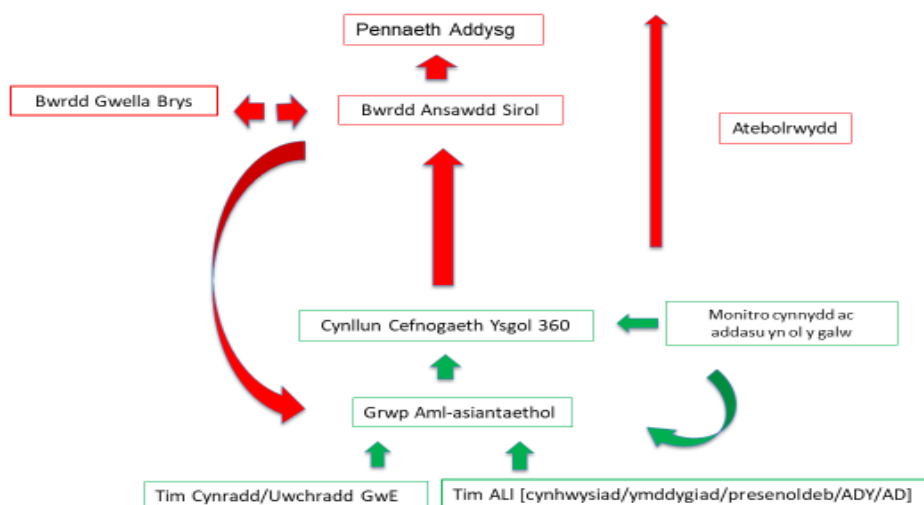 Pennaeth Addysg
Bwrdd Gwella Brys
Bwrdd Ansawdd Sirol
Atebolrwydd
Cynllun Cefnogaeth Ysgol 360
Monitro cynnydd ac
addasu yn ol y galw
Grwp Aml-asiantaethol
Tim Cynradd/Uwchradd GwE
Tim ALl [cynhwysiad/ymddygiad/presenoldeb/ADY/AD]